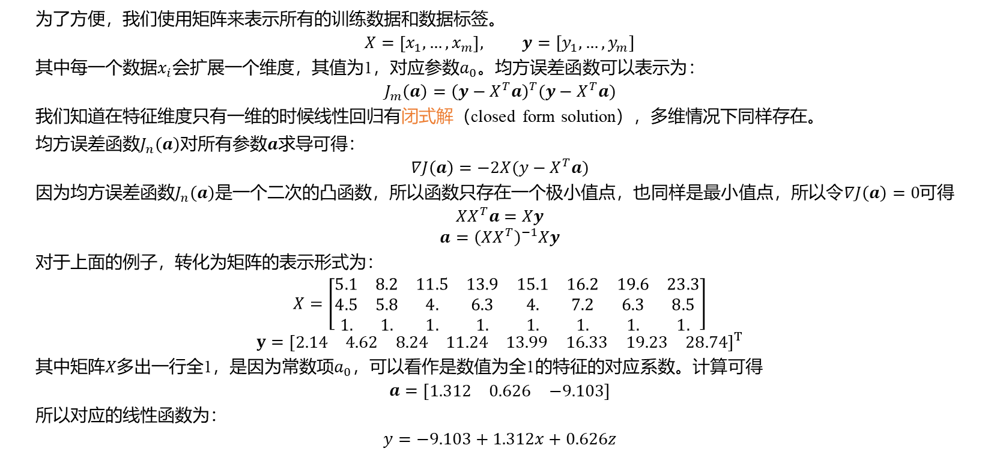 为了方便，我们使用矩阵来表示所有的训练数据和数据标签。
X = [x₁, … , xₘ], y = [y₁, … , yₘ]
其中每一个数据xᵢ会扩展一个维度，其值为1，对应参数a₀。均方误差函数可以表示为：
Jₘ(a) = (y − Xᵀa)ᵀ(y − Xᵀa)
我们知道在特征维度只有一维的时候线性回归有闭式解（closed form solution），多维情况下同样存在。
均方误差函数Jₙ(a)对所有参数a求导可得：
∇J(a) = −2X(y − Xᵀa)
因为均方误差函数Jₙ(a)是一个二次的凸函数，所以函数只存在一个极小值点，也同样是最小值点，所以令∇J(a) = 0可得
XXᵀa = Xy
a = (XXᵀ)⁻¹Xy
对于上面的例子，转化为矩阵的表示形式为：
X = [5.1 8.2 11.5 13.9 15.1 16.2 19.6 23.3
4.5 5.8 4. 6.3 4. 7.2 6.3 8.5
1. 1. 1. 1. 1. 1. 1. 1.]
y = [2.14 4.62 8.24 11.24 13.99 16.33 19.23 28.74]ᵀ
其中矩阵X多出一行全1，是因为常数项a₀，可以看作是数值为全1的特征的对应系数。计算可得
a = [1.312 0.626 −9.103]
所以对应的线性函数为：
y = −9.103 + 1.312x + 0.626z